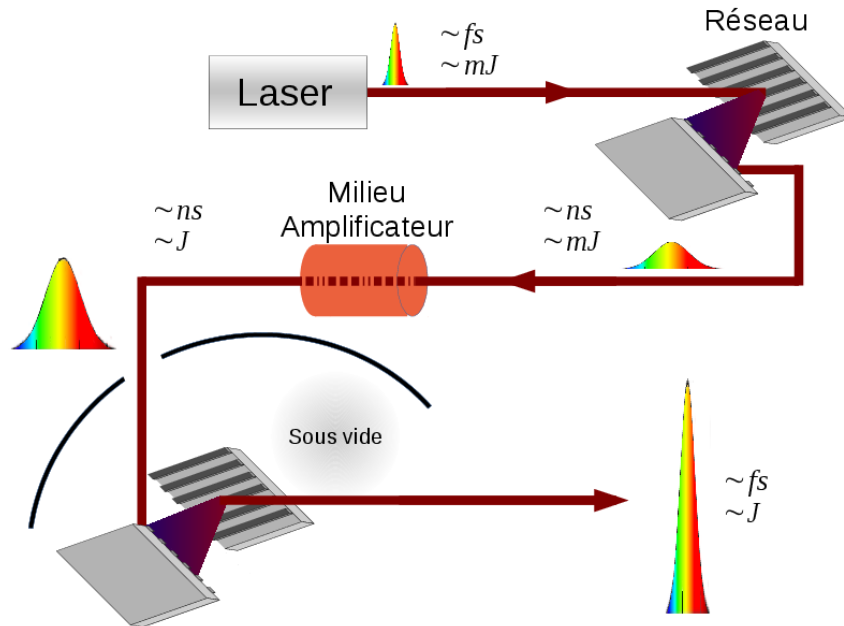 Réseau
~fs
~mJ
Laser
Milieu
Amplificateur
~ns
~J
~ns
~mJ
Sous vide
~fs
~J